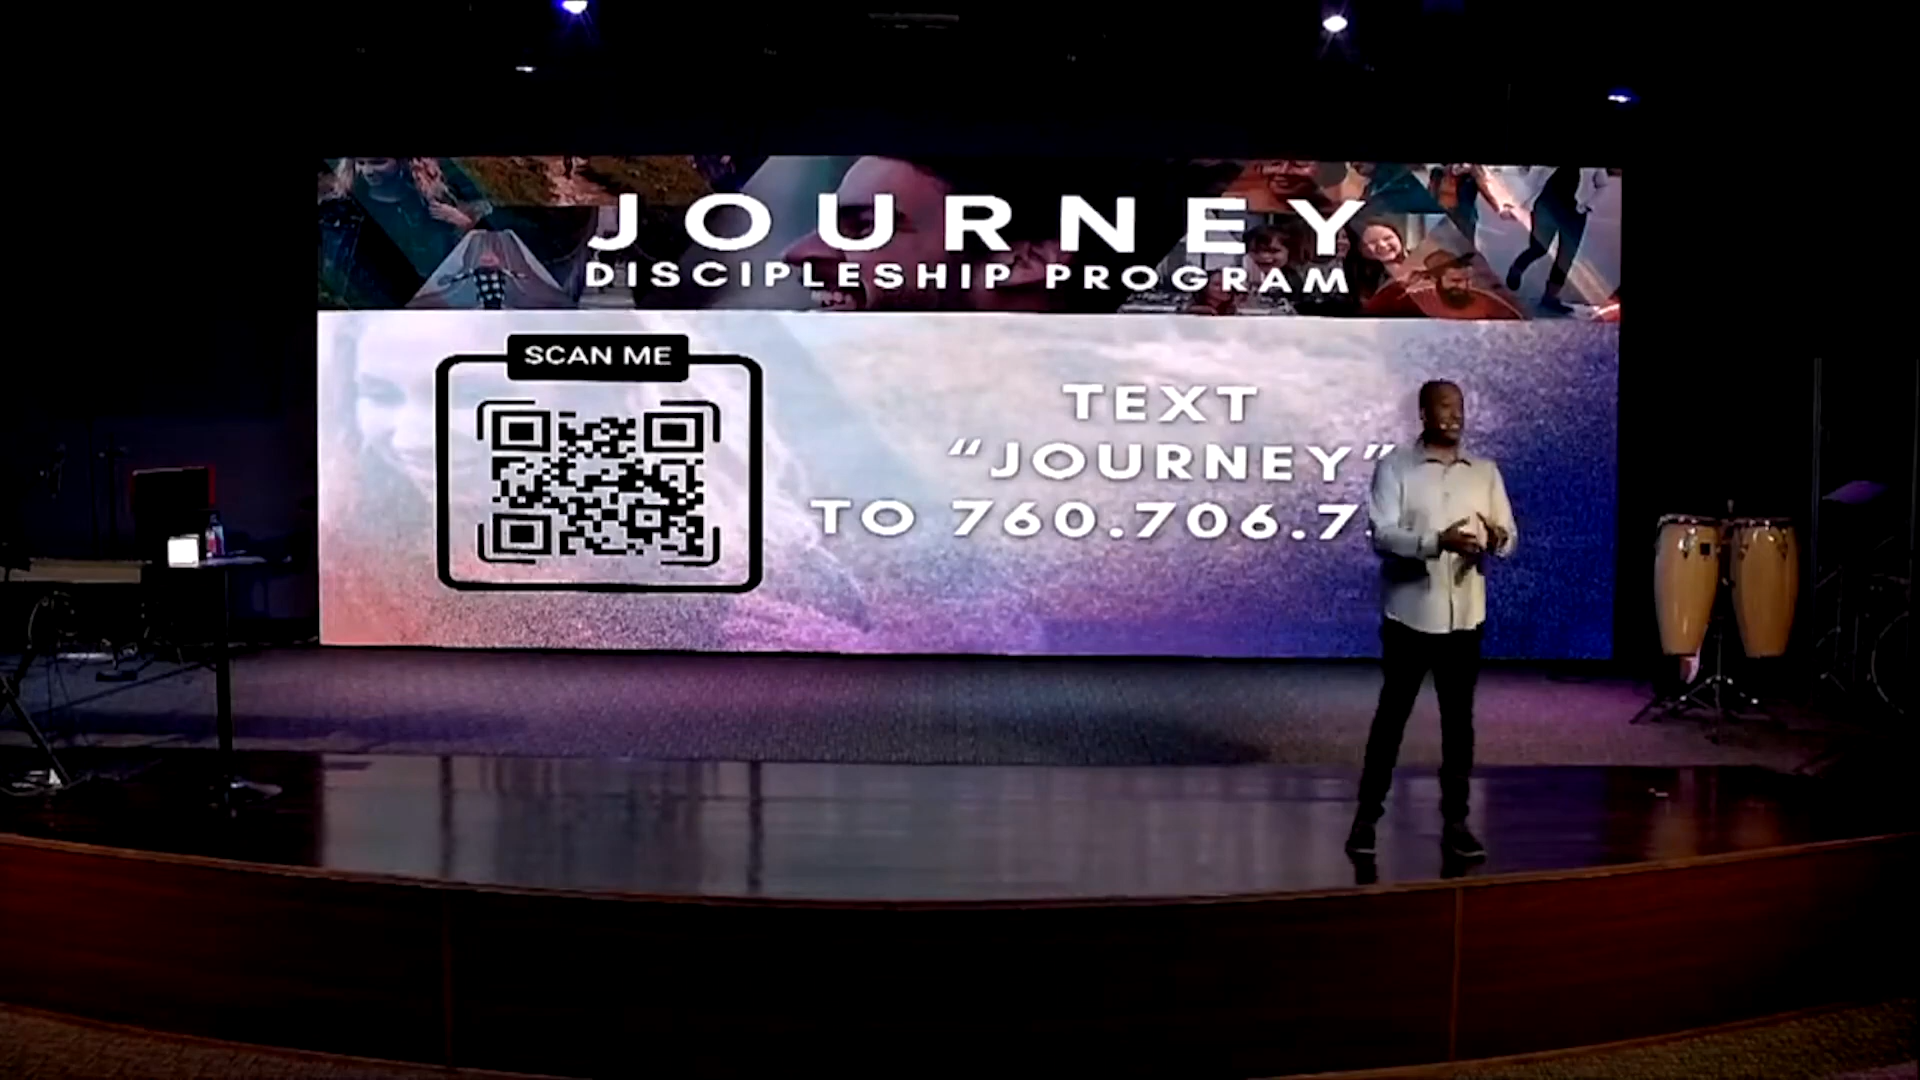 JOURNEY
DISCIPLESHIP PROGRAM
SCAN ME
TEXT
“JOURNEY”
TO 760.706.7